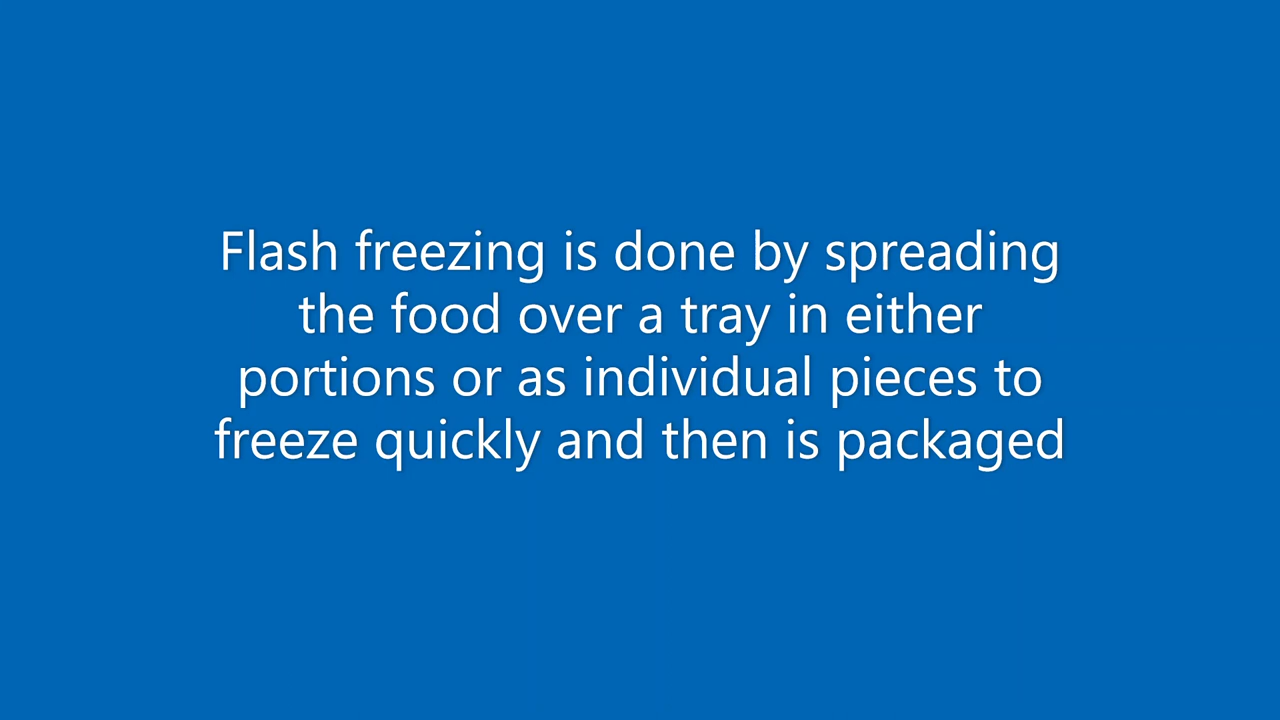 Flash freezing is done by spreading
the food over a tray in either
portions or as individual pieces to
freeze quickly and then is packaged